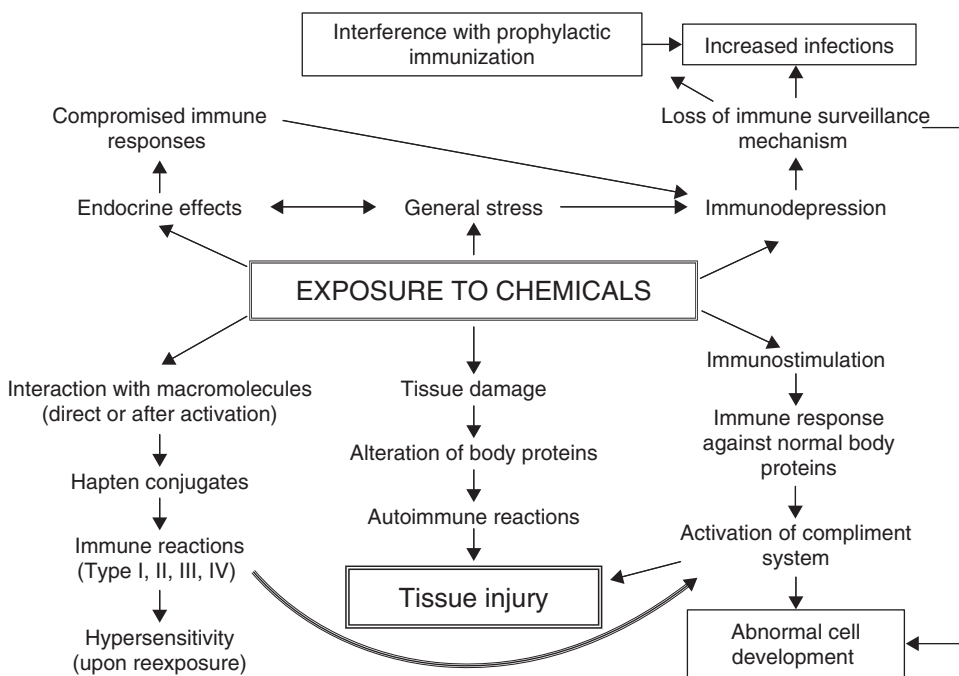 Interference with prophylactic
immunization
Increased infections
Compromised immune
responses
Loss of immune surveillance
mechanism
Endocrine effects
General stress
Immunodepression
EXPOSURE TO CHEMICALS
Interaction with macromolecules
(direct or after activation)
Hapten conjugates
Immune reactions
(Type I, II, III, IV)
Hypersensitivity
(upon reexposure)
Tissue damage
Alteration of body proteins
Autoimmune reactions
Tissue injury
Immunostimulation
Immune response
against normal body
proteins
Activation of compliment
system
Abnormal cell
development